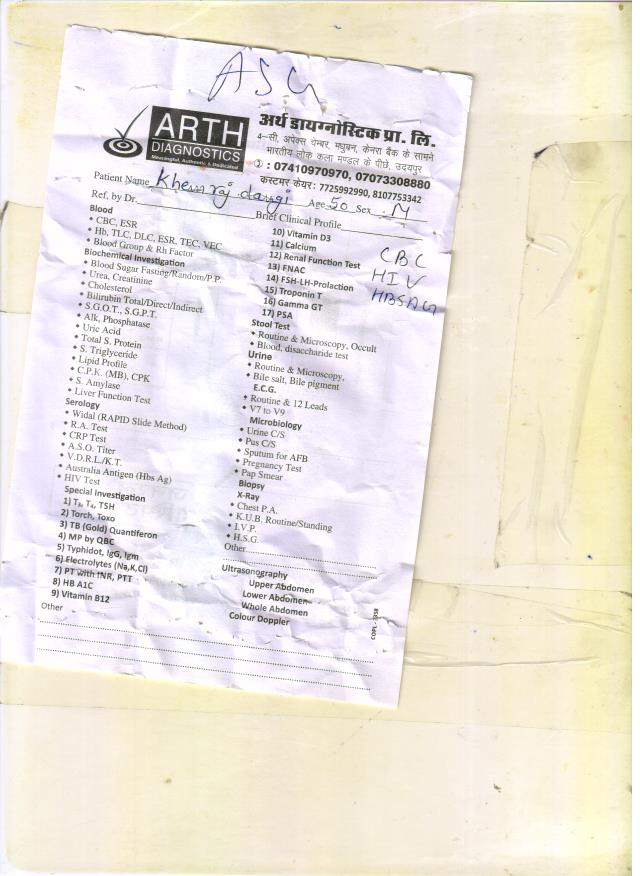 ASG
ARTH
DIAGNOSTICS
Meaningful, Authentic & Dedicated
अर्थ डायग्नोस्टिक प्रा. लि.
4-सी, अपेक्स चेम्बर, मधुबन, केनरा बैंक के सामने
भारतीय लोक कला मण्डल के पीछे, उदयपुर
: 07410970970, 07073308880
कस्टमर केयर : 7725992990, 8107753342
Patient Name Khemraj dangi Age 50 Sex M
Ref, by Dr. Brief Clinical Profile
Blood
CBC, ESR
Hb, TLC, DLC, ESR, TEC, VEC
Blood Group & Rh Factor
Biochemical Investigation
Blood Sugar Fasting/Random/P.P.
Urea, Creatinine
Cholesterol
Bilirubin Total/Direct/Indirect
S.G.O.T., S.G.P.T.
Alk, Phosphatase
Uric Acid
Total S. Protein
S. Triglyceride
Lipid Profile
C.P.K. (MB), CPK
S. Amylase
Liver Function Test
Serology
Widal (RAPID Slide Method)
R.A. Test
CRP Test
A.S.O. Titer
V.D.R.L./K.T.
Australia Antigen (Hbs Ag)
HIV Test
Special Investigation
1) T₃, T₄, TSH
2) Torch, Toxo
3) TB (Gold) Quantiferon
4) MP by QBC
5) Typhidot, IgG, Igm
6) Electrolytes (Na,K,Cl)
7) PT with INR, PTT
8) HB A1C
9) Vitamin B12
Other
10) Vitamin D3
11) Calcium
12) Renal Function Test
13) FNAC
14) FSH-LH-Prolaction
15) Troponin T
16) Gamma GT
17) PSA
Stool Test
Routine & Microscopy, Occult
Blood, disaccharide test
Urine
Routine & Microscopy,
Bile salt, Bile pigment
E.C.G.
Routine & 12 Leads
V7 to V9
Microbiology
Urine C/S
Pus C/S
Sputum for AFB
Pregnancy Test
Pap Smear
Biopsy
X-Ray
Chest P.A.
K.U.B. Routine/Standing
I.V.P.
H.S.G.
Other
Ultrasonography
Upper Abdomen
Lower Abdomen
Whole Abdomen
Colour Doppler
CBC
HIV
HBSAG